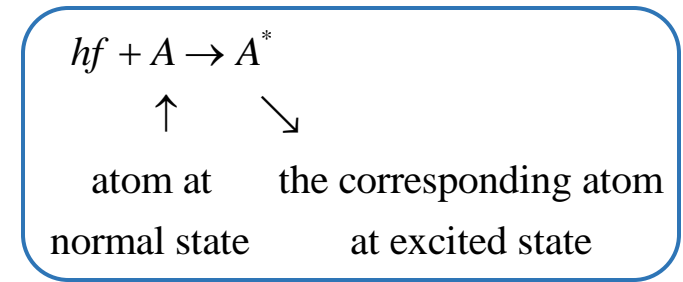 hf + A → A*
↑ ↘
atom at the corresponding atom
normal state at excited state